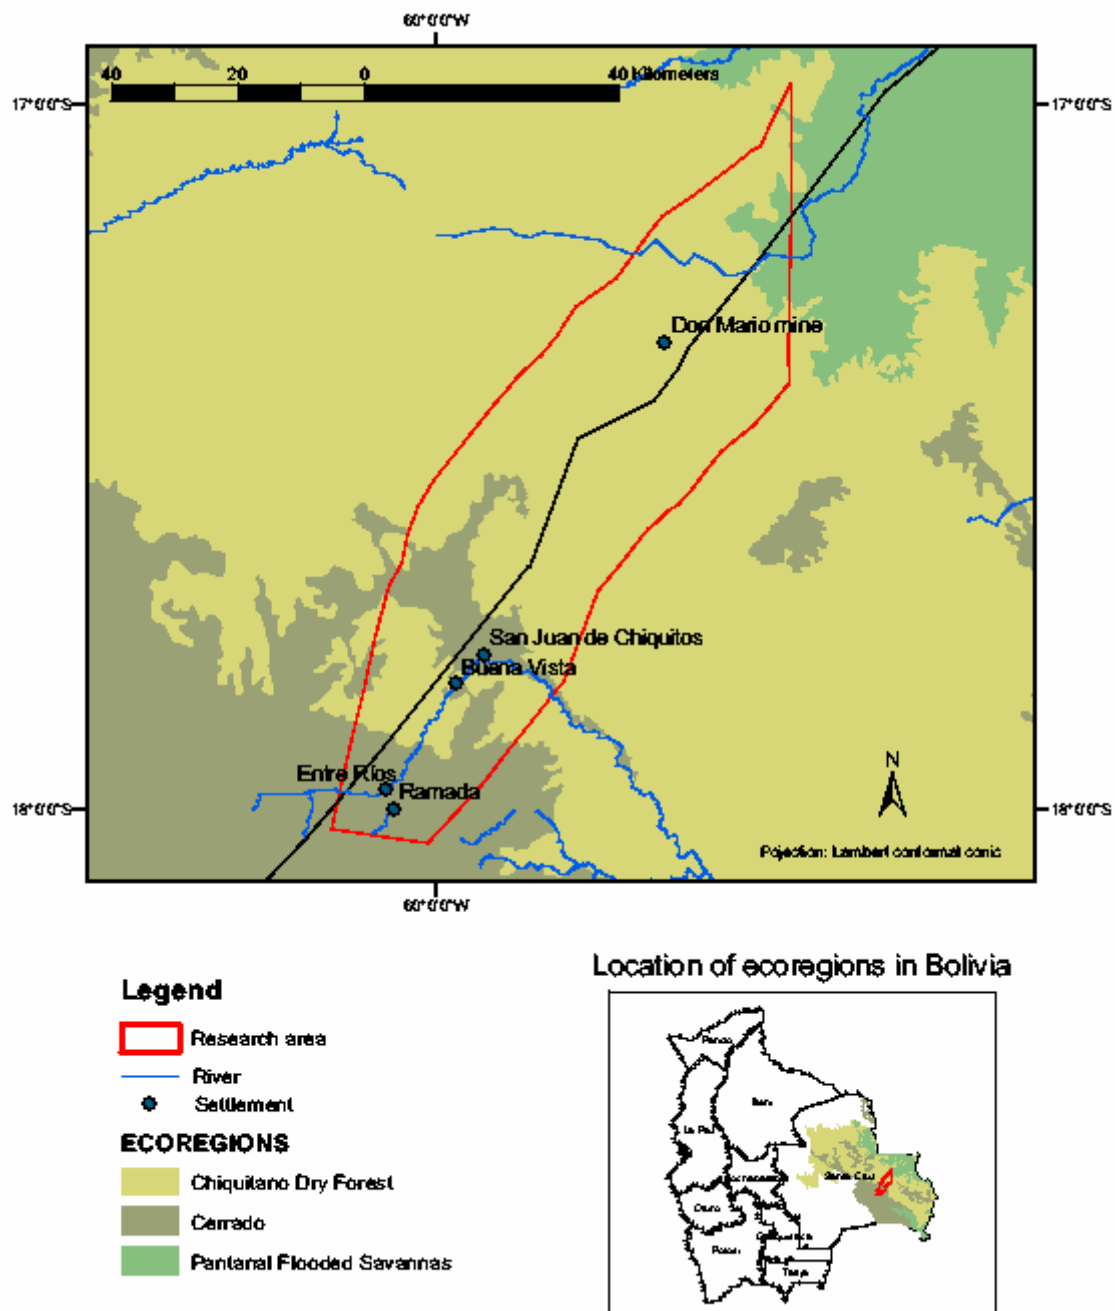 60°0'0"W
40 20 0 40 Kilometers
17°0'0"S 17°0'0"S
Don Mario mine
San Juan de Chiquitos
Buena Vista
Entre Ríos
Ramada
N
18°0'0"S 18°0'0"S
Projection: Lambert conformal conic
60°0'0"W
Location of ecoregions in Bolivia
Legend
Research area
River
Settlement
ECOREGIONS
Chiquitano Dry Forest
Cerrado
Pantanal Flooded Savannas
Pando
Beni
La Paz
Santa Cruz
Oruro
Potosi
Tarija